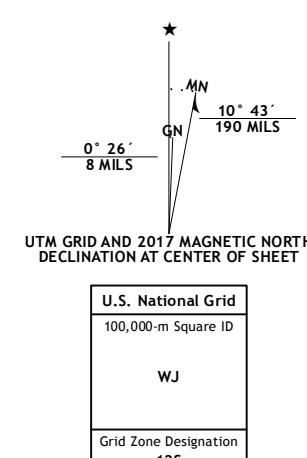 ★
MN
GN
10° 43´
190 MILS
0° 26´
8 MILS
UTM GRID AND 2017 MAGNETIC NORTH
DECLINATION AT CENTER OF SHEET
U.S. National Grid
100,000-m Square ID
WJ
Grid Zone Designation